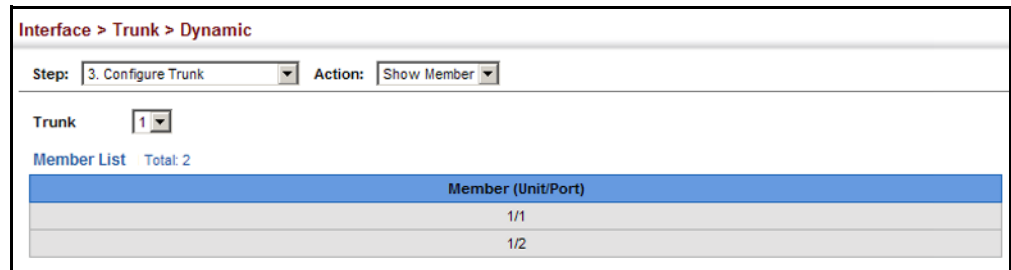 Interface > Trunk > Dynamic
Step: 3. Configure Trunk Action: Show Member
Trunk 1
Member List Total: 2
Member (Unit/Port)
1/1
1/2